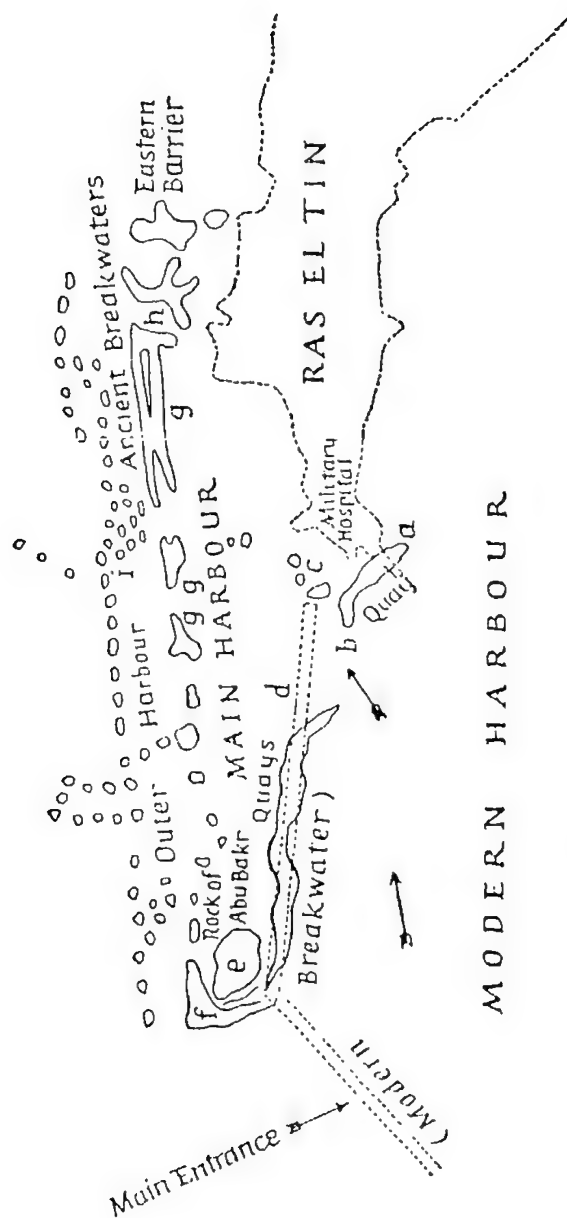 Ancient Breakwaters
Eastern
Barrier
h
g
Outer Harbour I
g g
MAIN HARBOUR
RAS EL TIN
Military
Hospital
c
a
Quay
b
d
Quays
Rock of
Abu Bakr
e
f
(Modern Breakwater)
Main Entrance
MODERN HARBOUR